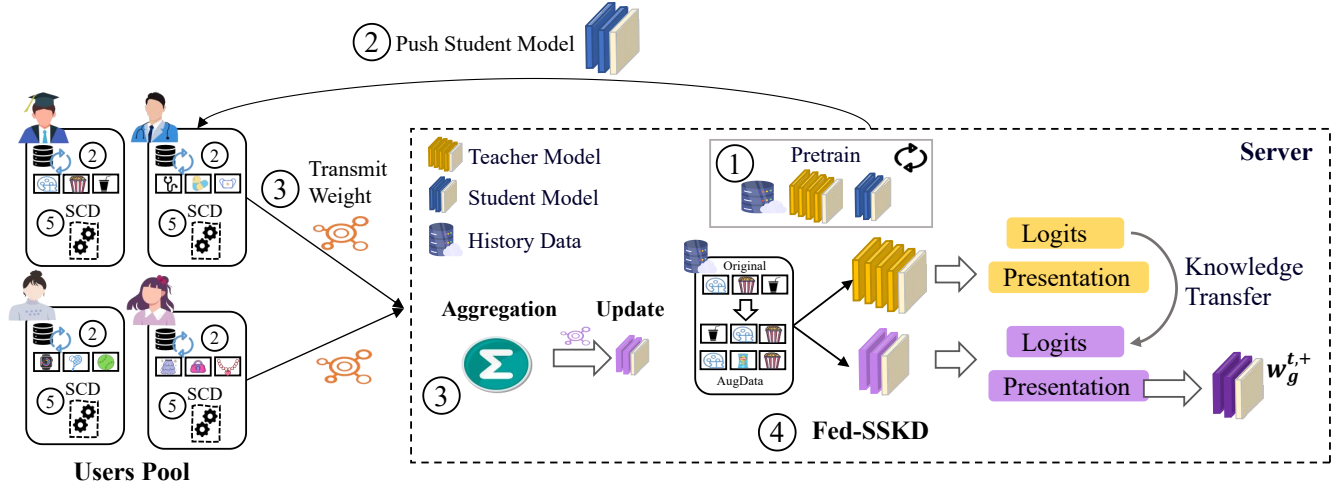 2 Push Student Model
2
2
SCD
5
SCD
5
2
2
SCD
5
SCD
5
Users Pool
3
Transmit
Weight
Server
Teacher Model
Student Model
History Data
1
Pretrain
Aggregation
Update
Σ
3
Original
AugData
4 Fed-SSKD
Logits
Presentation
Knowledge
Transfer
Logits
Presentation
w_g^{t,+}